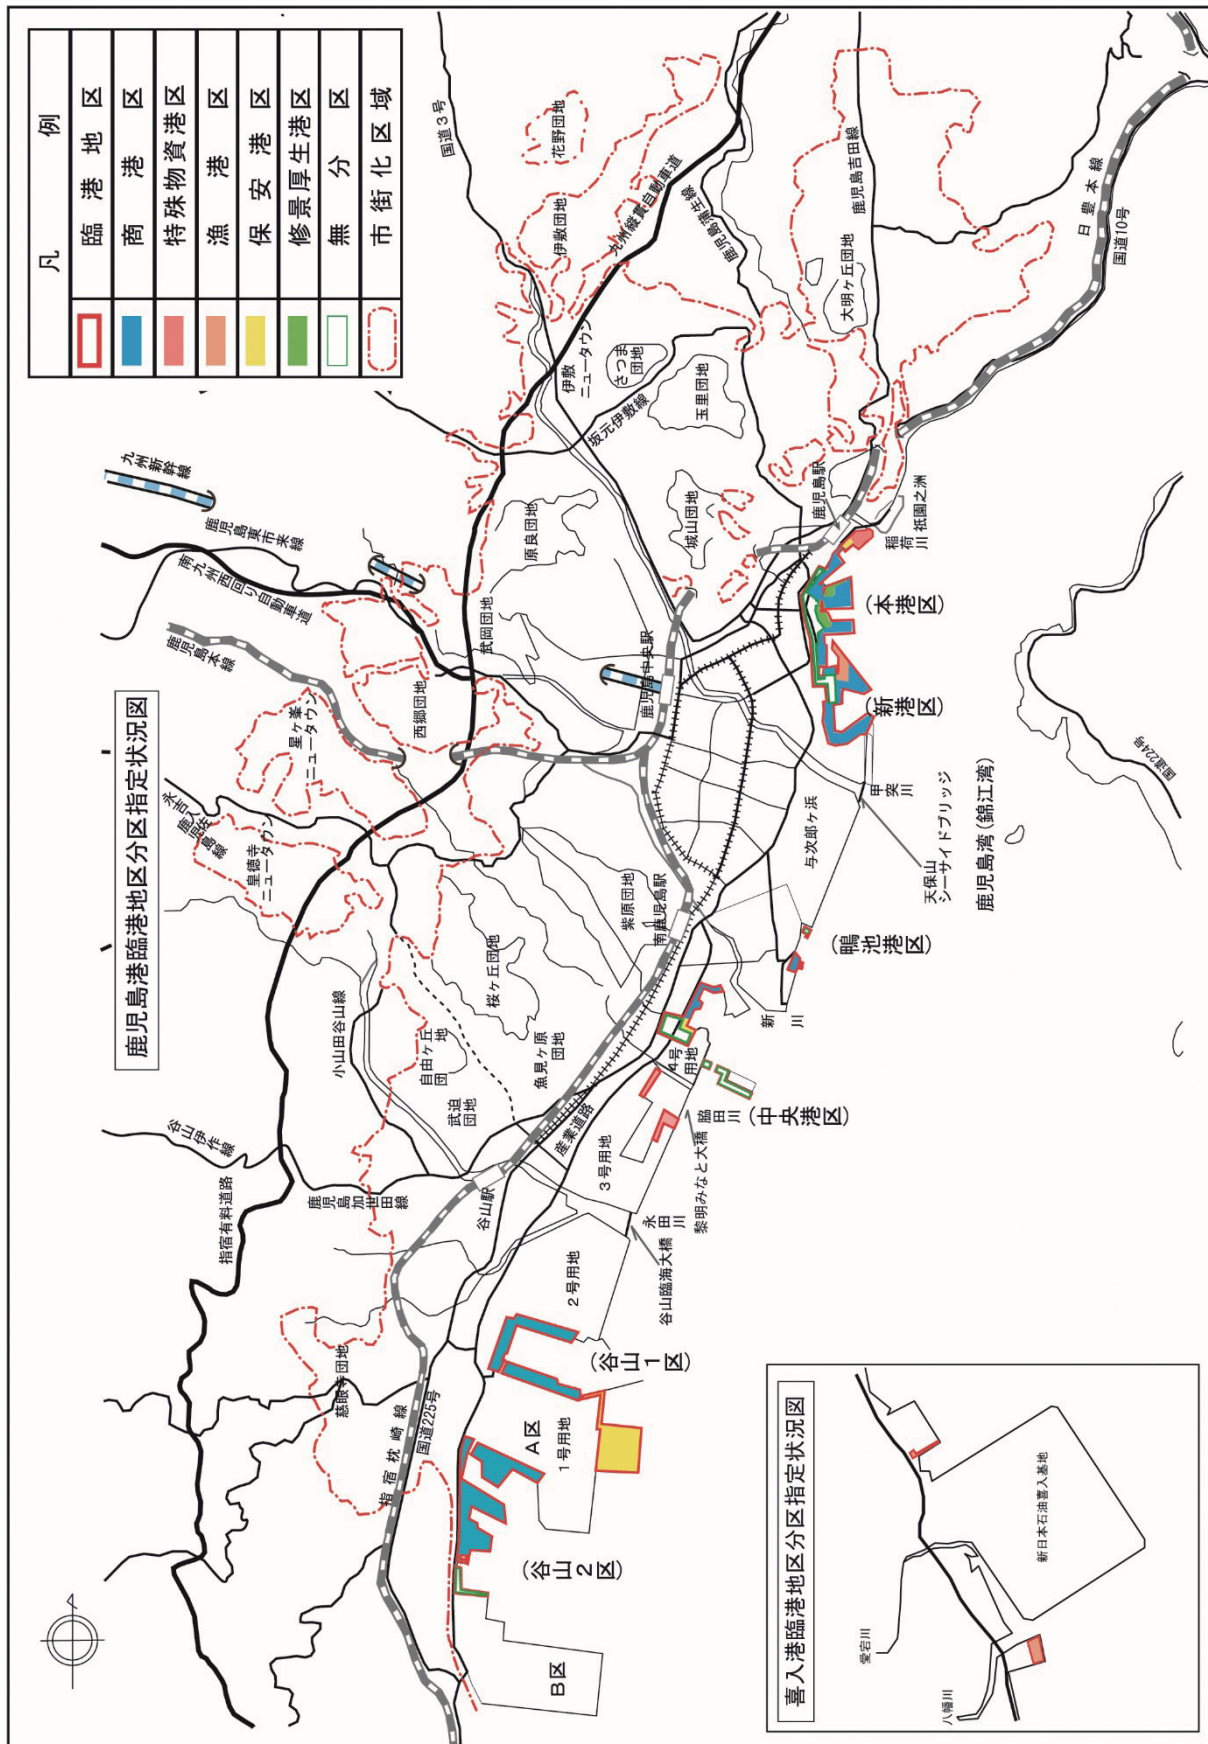 鹿児島港臨港地区分区指定状況図
凡例
臨港地区
商港区
特殊物資港区
漁港区
保安港区
修景厚生港区
無分区
市街化区域
国道3号
花野団地
伊敷団地
九州縦貫自動車道
鹿児島蒲生線
鹿児島吉田線
大明ヶ丘団地
日豊本線
国道10号
伊敷
ニュータウン
さつま
団地
坂元伊敷線
玉里団地
九州
新幹線
鹿児島東市来線
南九州西回り自動車道
鹿児島本線
原良団地
城山団地
鹿児島駅
祇園之洲
稲荷川
武岡団地
西郷団地
星ヶ峯
ニュータウン
鹿児島中央駅
(本港区)
(新港区)
永吉入佐
鹿児島線
皇徳寺
ニュータウン
甲突川
与次郎ヶ浜
天保山
シーサイドブリッジ
鹿児島湾(錦江湾)
国道224号
紫原団地
南鹿児島駅
(鴨池港区)
新川
桜ヶ丘団地
小山田谷山線
自由ヶ丘
団地
魚見ヶ原
団地
武迫
団地
4号
用地
脇田川
(中央港区)
産業道路
3号用地
黎明みなと大橋
永田川
谷山臨海大橋
谷山伊作線
指宿有料道路
鹿児島加世田線
谷山駅
2号用地
(谷山1区)
慈眼寺団地
指宿枕崎線
国道225号
A区
1号用地
(谷山2区)
B区
喜入港臨港地区分区指定状況図
愛宕川
八幡川
新日本石油喜入基地